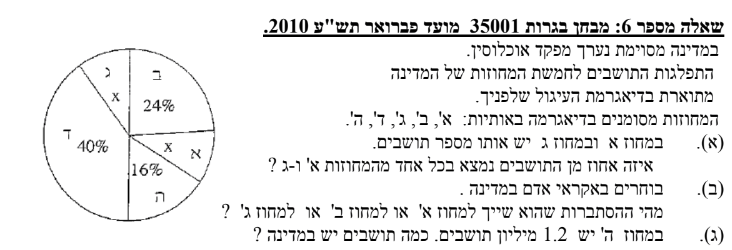 שאלה מספר 6: מבחן בגרות 35001 מועד פברואר תש"ע 2010.
במדינה מסוימת נערך מפקד אוכלוסין.
התפלגות התושבים לחמשת המחוזות של המדינה
מתוארת בדיאגרמת העיגול שלפניך.
המחוזות מסומנים בדיאגרמה באותיות: א', ב', ג', ד', ה'.
(א). במחוז א ובמחוז ג יש אותו מספר תושבים.
איזה אחוז מן התושבים נמצא בכל אחד מהמחוזות א' ו-ג ?
(ב). בוחרים באקראי אדם במדינה .
מהי ההסתברות שהוא שייך למחוז א' או למחוז ב' או למחוז ג' ?
(ג). במחוז ה' יש 1.2 מיליון תושבים. כמה תושבים יש במדינה ?
ב
24%
ג
x
א
x
ד
40%
16%
ה